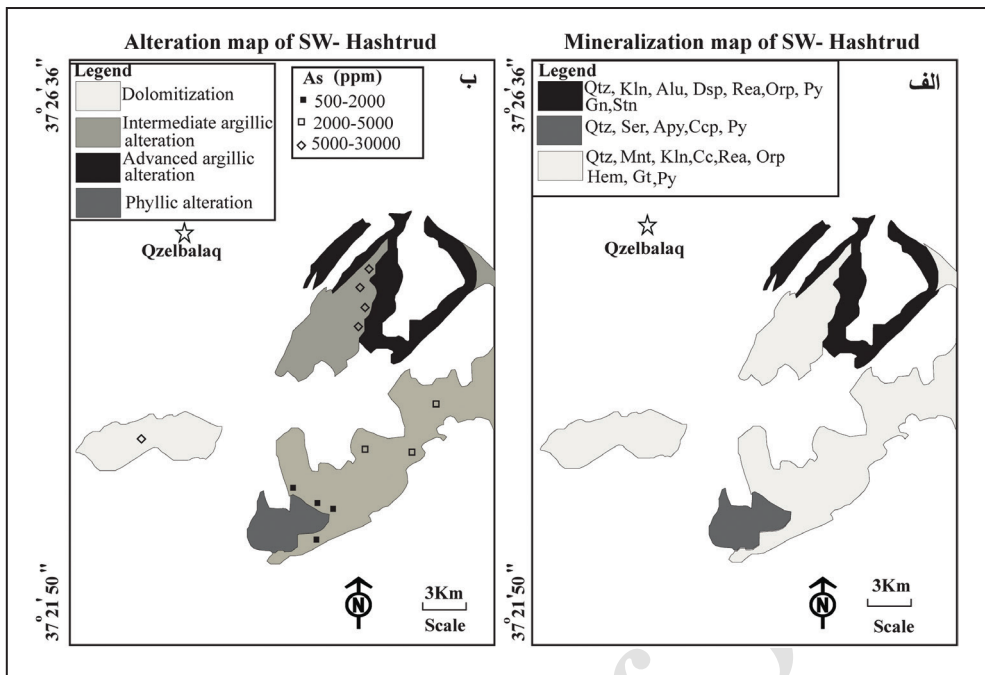 Alteration map of SW- Hashtrud
Legend
Dolomitization
Intermediate argillic
alteration
Advanced argillic
alteration
Phyllic alteration
As (ppm)
500-2000
2000-5000
5000-30000
ب
Qzelbalaq
37° 26' 36"
37° 21' 50"
N
3Km
Scale
Mineralization map of SW- Hashtrud
Legend
Qtz, Kln, Alu, Dsp, Rea,Orp, Py
Gn,Stn
Qtz, Ser, Apy,Ccp, Py
Qtz, Mnt, Kln,Cc,Rea, Orp
Hem, Gt,Py
الف
Qzelbalaq
37° 26' 36"
37° 21' 50"
N
3Km
Scale